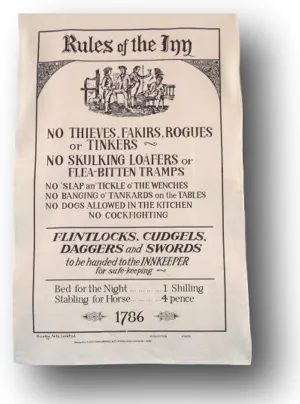 Rules of the Inn
NO THIEVES, FAKIRS, ROGUES
or TINKERS
NO SKULKING LOAFERS or
FLEA-BITTEN TRAMPS
NO 'SLAP an' TICKLE o' THE WENCHES
NO BANGING o' TANKARDS on the TABLES
NO DOGS ALLOWED IN THE KITCHEN
NO COCKFIGHTING
FLINTLOCKS, CUDGELS,
DAGGERS and SWORDS
to be handed to the INNKEEPER
for safe-keeping
Bed for the Night ......... 1 Shilling
Stabling for Horse ......... 4 pence
1786